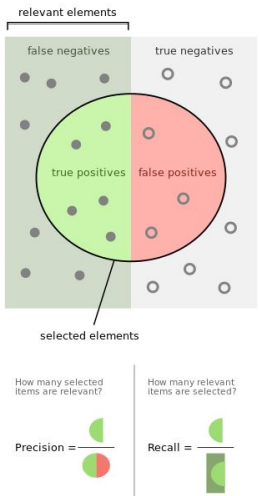 relevant elements
false negatives
true negatives
true positives
false positives
selected elements
How many selected
items are relevant?
Precision =
How many relevant
items are selected?
Recall =